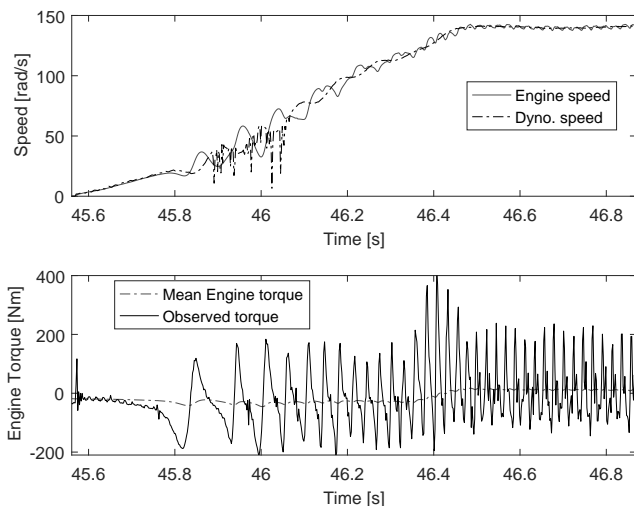 150
100
50
0
Speed [rad/s]
Engine speed
Dyno. speed
45.6 45.8 46 46.2 46.4 46.6 46.8
Time [s]
400
200
0
-200
Engine Torque [Nm]
Mean Engine torque
Observed torque
45.6 45.8 46 46.2 46.4 46.6 46.8
Time [s]